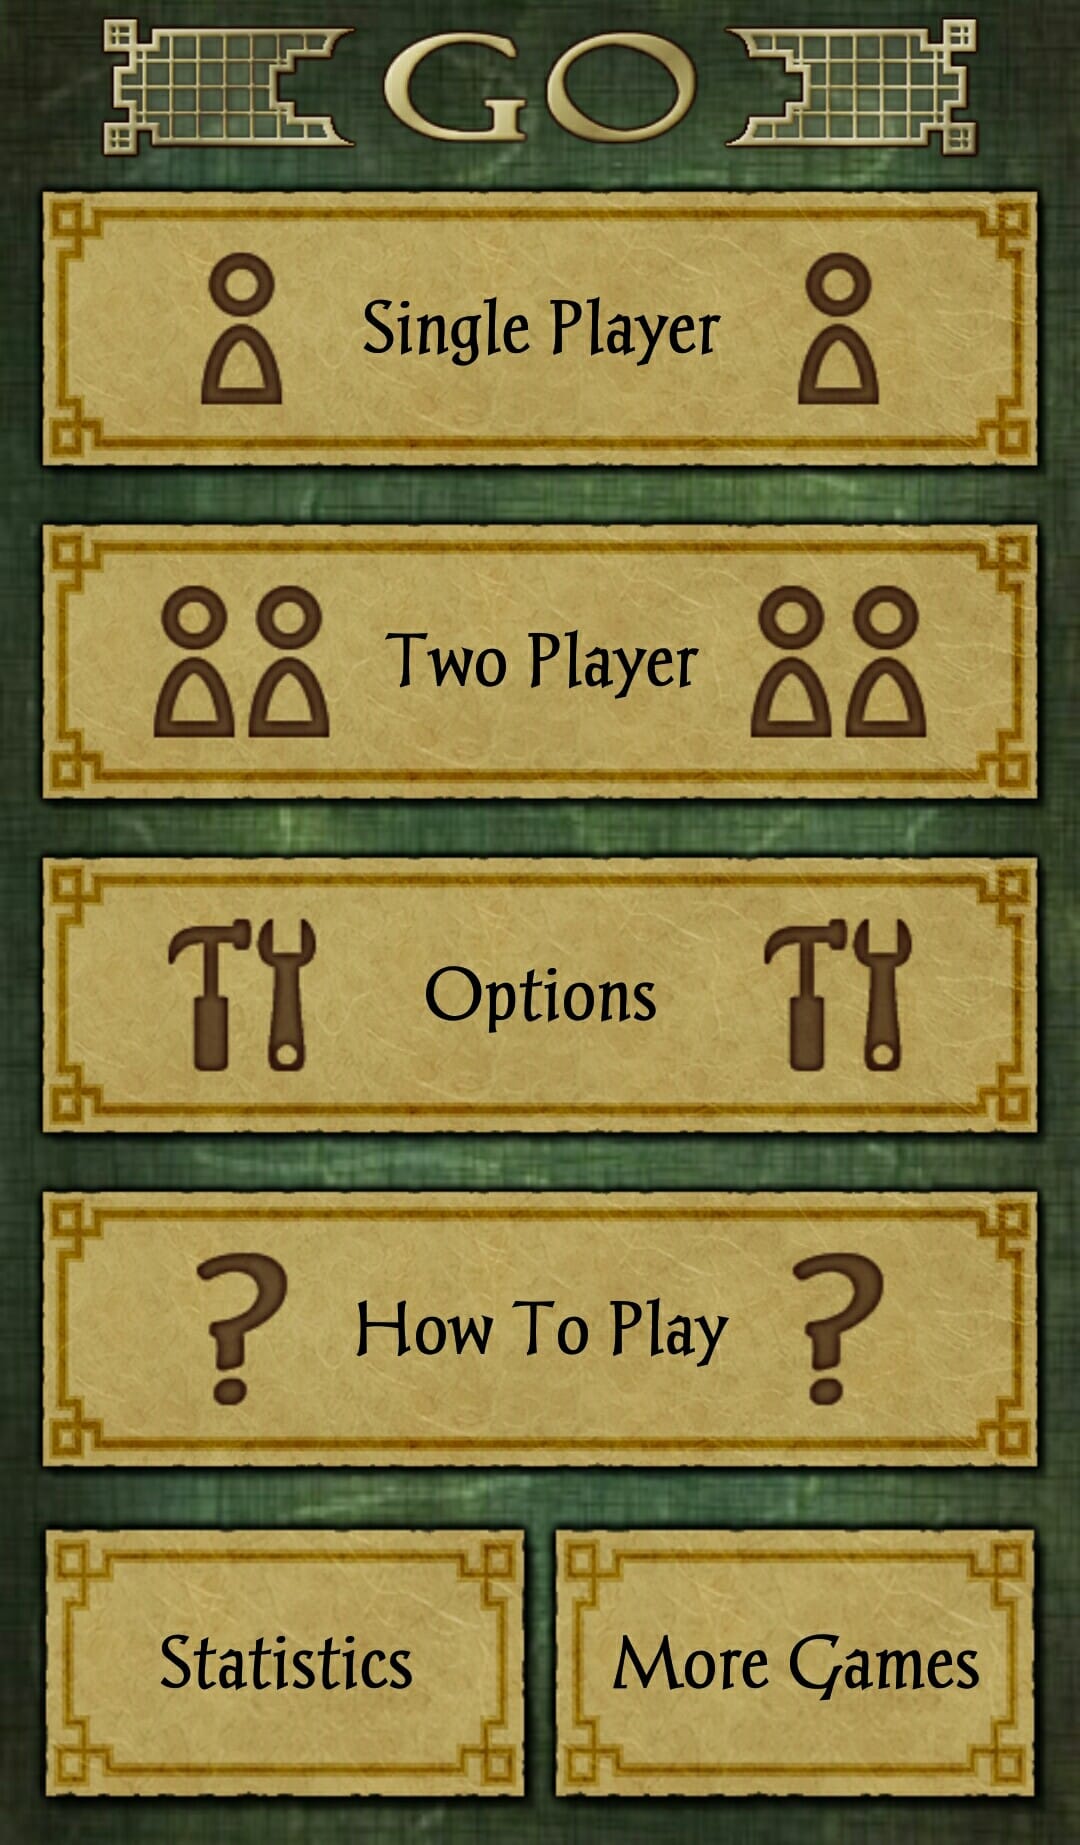 GO
Single Player
Two Player
Options
How To Play
Statistics
More Games